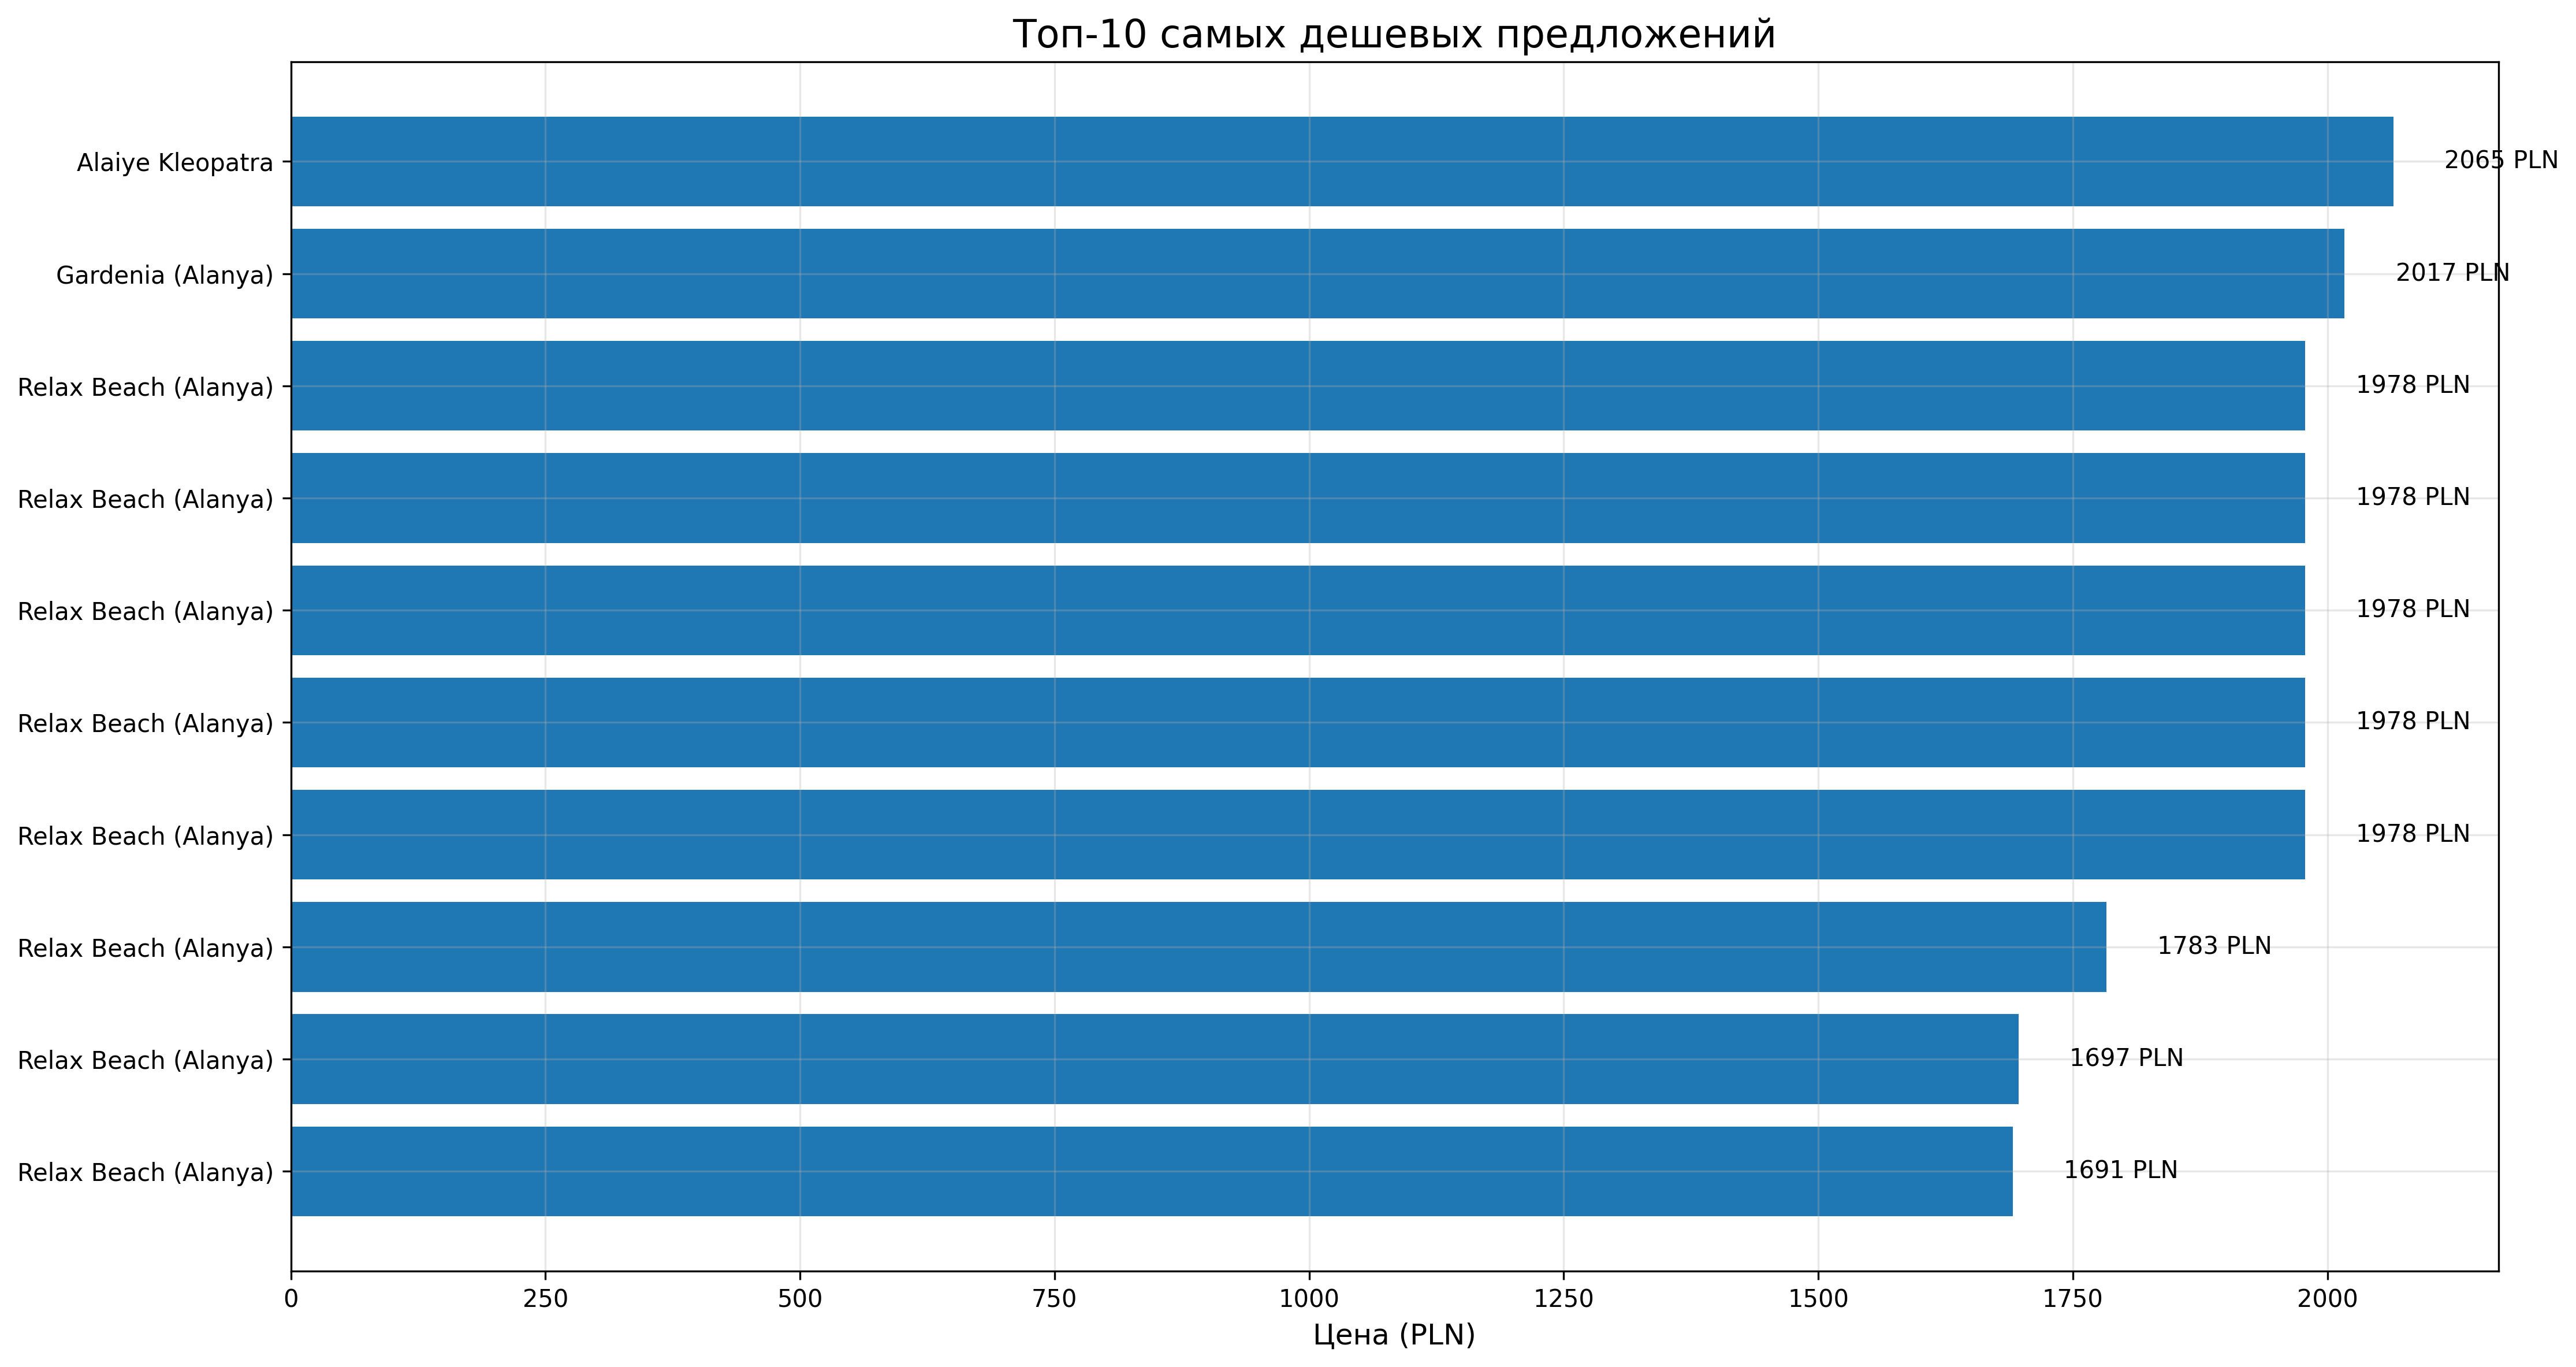 Топ-10 самых дешевых предложений
Alaiye Kleopatra 2065 PLN
Gardenia (Alanya) 2017 PLN
Relax Beach (Alanya) 1978 PLN
Relax Beach (Alanya) 1978 PLN
Relax Beach (Alanya) 1978 PLN
Relax Beach (Alanya) 1978 PLN
Relax Beach (Alanya) 1978 PLN
Relax Beach (Alanya) 1783 PLN
Relax Beach (Alanya) 1697 PLN
Relax Beach (Alanya) 1691 PLN
0 250 500 750 1000 1250 1500 1750 2000
Цена (PLN)